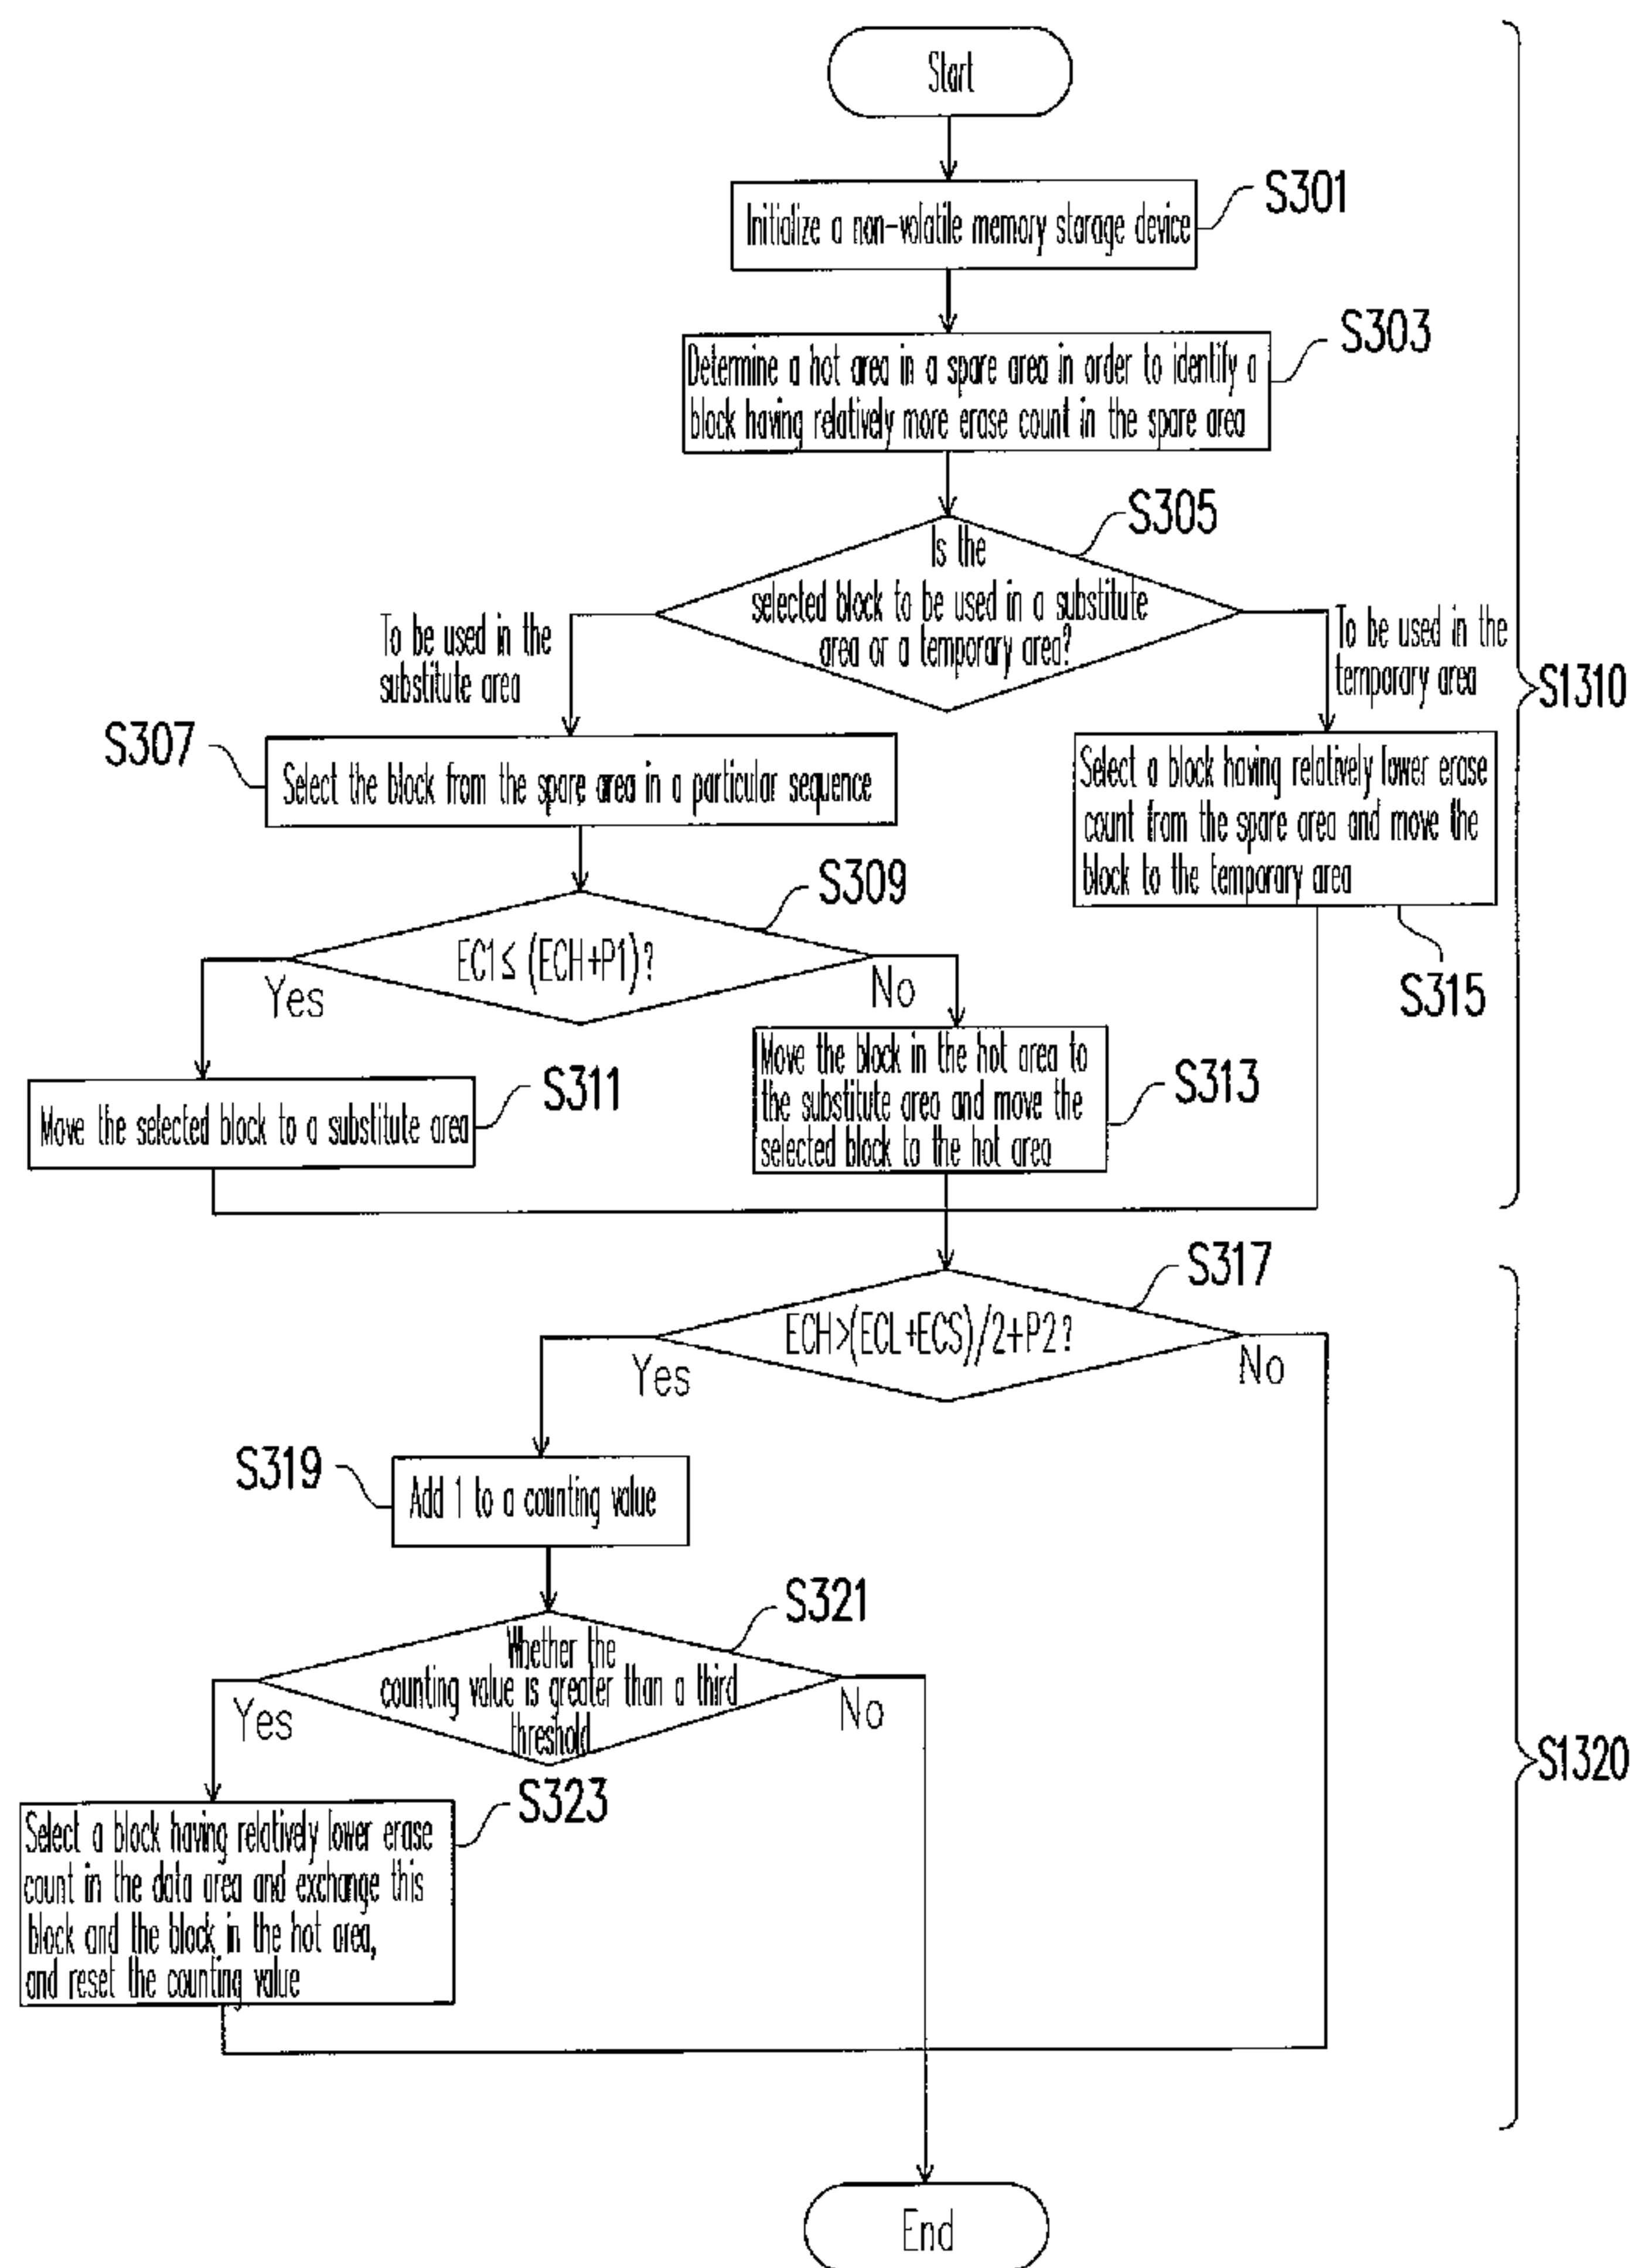 Start
S301
Initialize a non-volatile memory storage device
S303
Determine a hot area in a spare area in order to identify a
block having relatively more erase count in the spare area
S305
Is the
selected block to be used in a substitute
area or a temporary area?
To be used in the
substitute area
To be used in the
temporary area
S1310
S307
Select the block from the spare area in a particular sequence
Select a block having relatively lower erase
count from the spare area and move the
block to the temporary area
S315
S309
EC1≤ (ECH+P1)?
Yes
No
S311
Move the selected block to a substitute area
Move the block in the hot area to
the substitute area and move the
selected block to the hot area
S313
S317
ECH>(ECL+ECS)/2+P2?
Yes
No
S319
Add 1 to a counting value
S321
Whether the
counting value is greater than a third
threshold
Yes
No
S1320
S323
Select a block having relatively lower erase
count in the data area and exchange this
block and the block in the hot area,
and reset the counting value
End